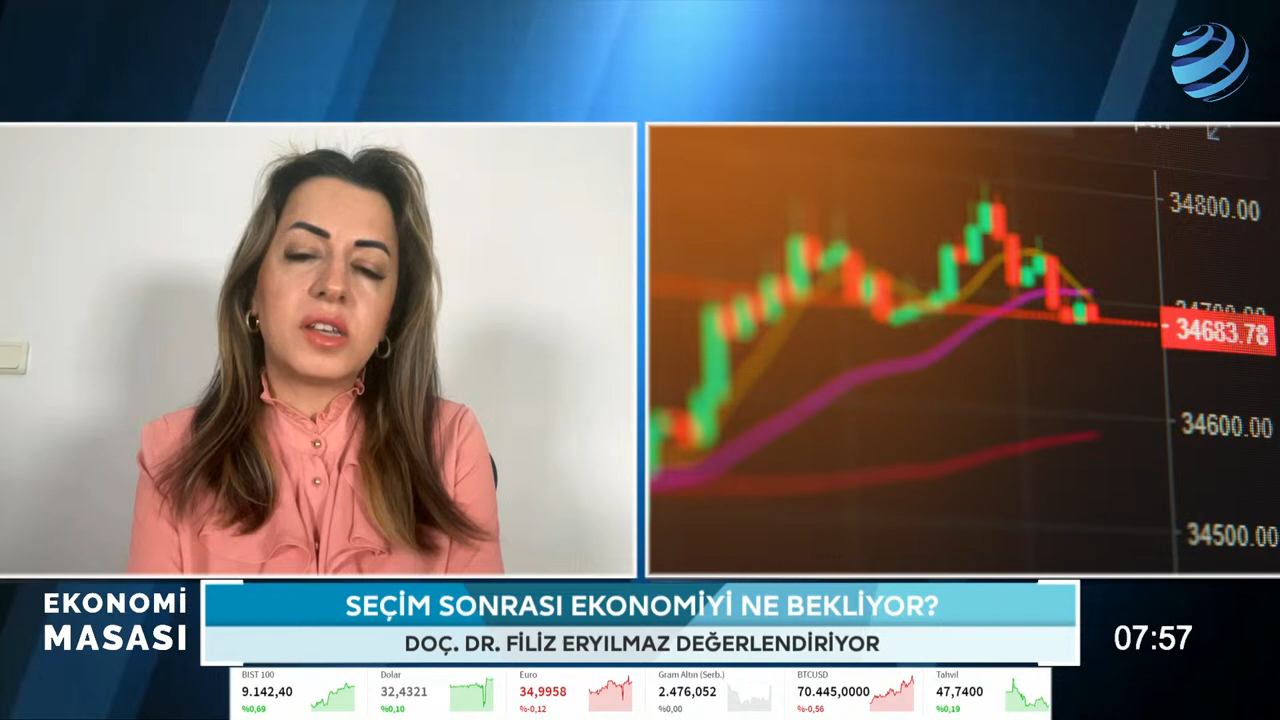 34800.00
34683.78
34600.00
34500.00
EKONOMİ
MASASI
SEÇİM SONRASI EKONOMİYİ NE BEKLİYOR?
DOÇ. DR. FİLİZ ERYILMAZ DEĞERLENDİRİYOR
07:57
BIST 100
9.142,40
%0,69
Dolar
32,4321
%0,10
Euro
34,9958
%-0,12
Gram Altın (Serb.)
2.476,052
%0,00
BTCUSD
70.445,0000
%-0,56
Tahvil
47,7400
%0,19